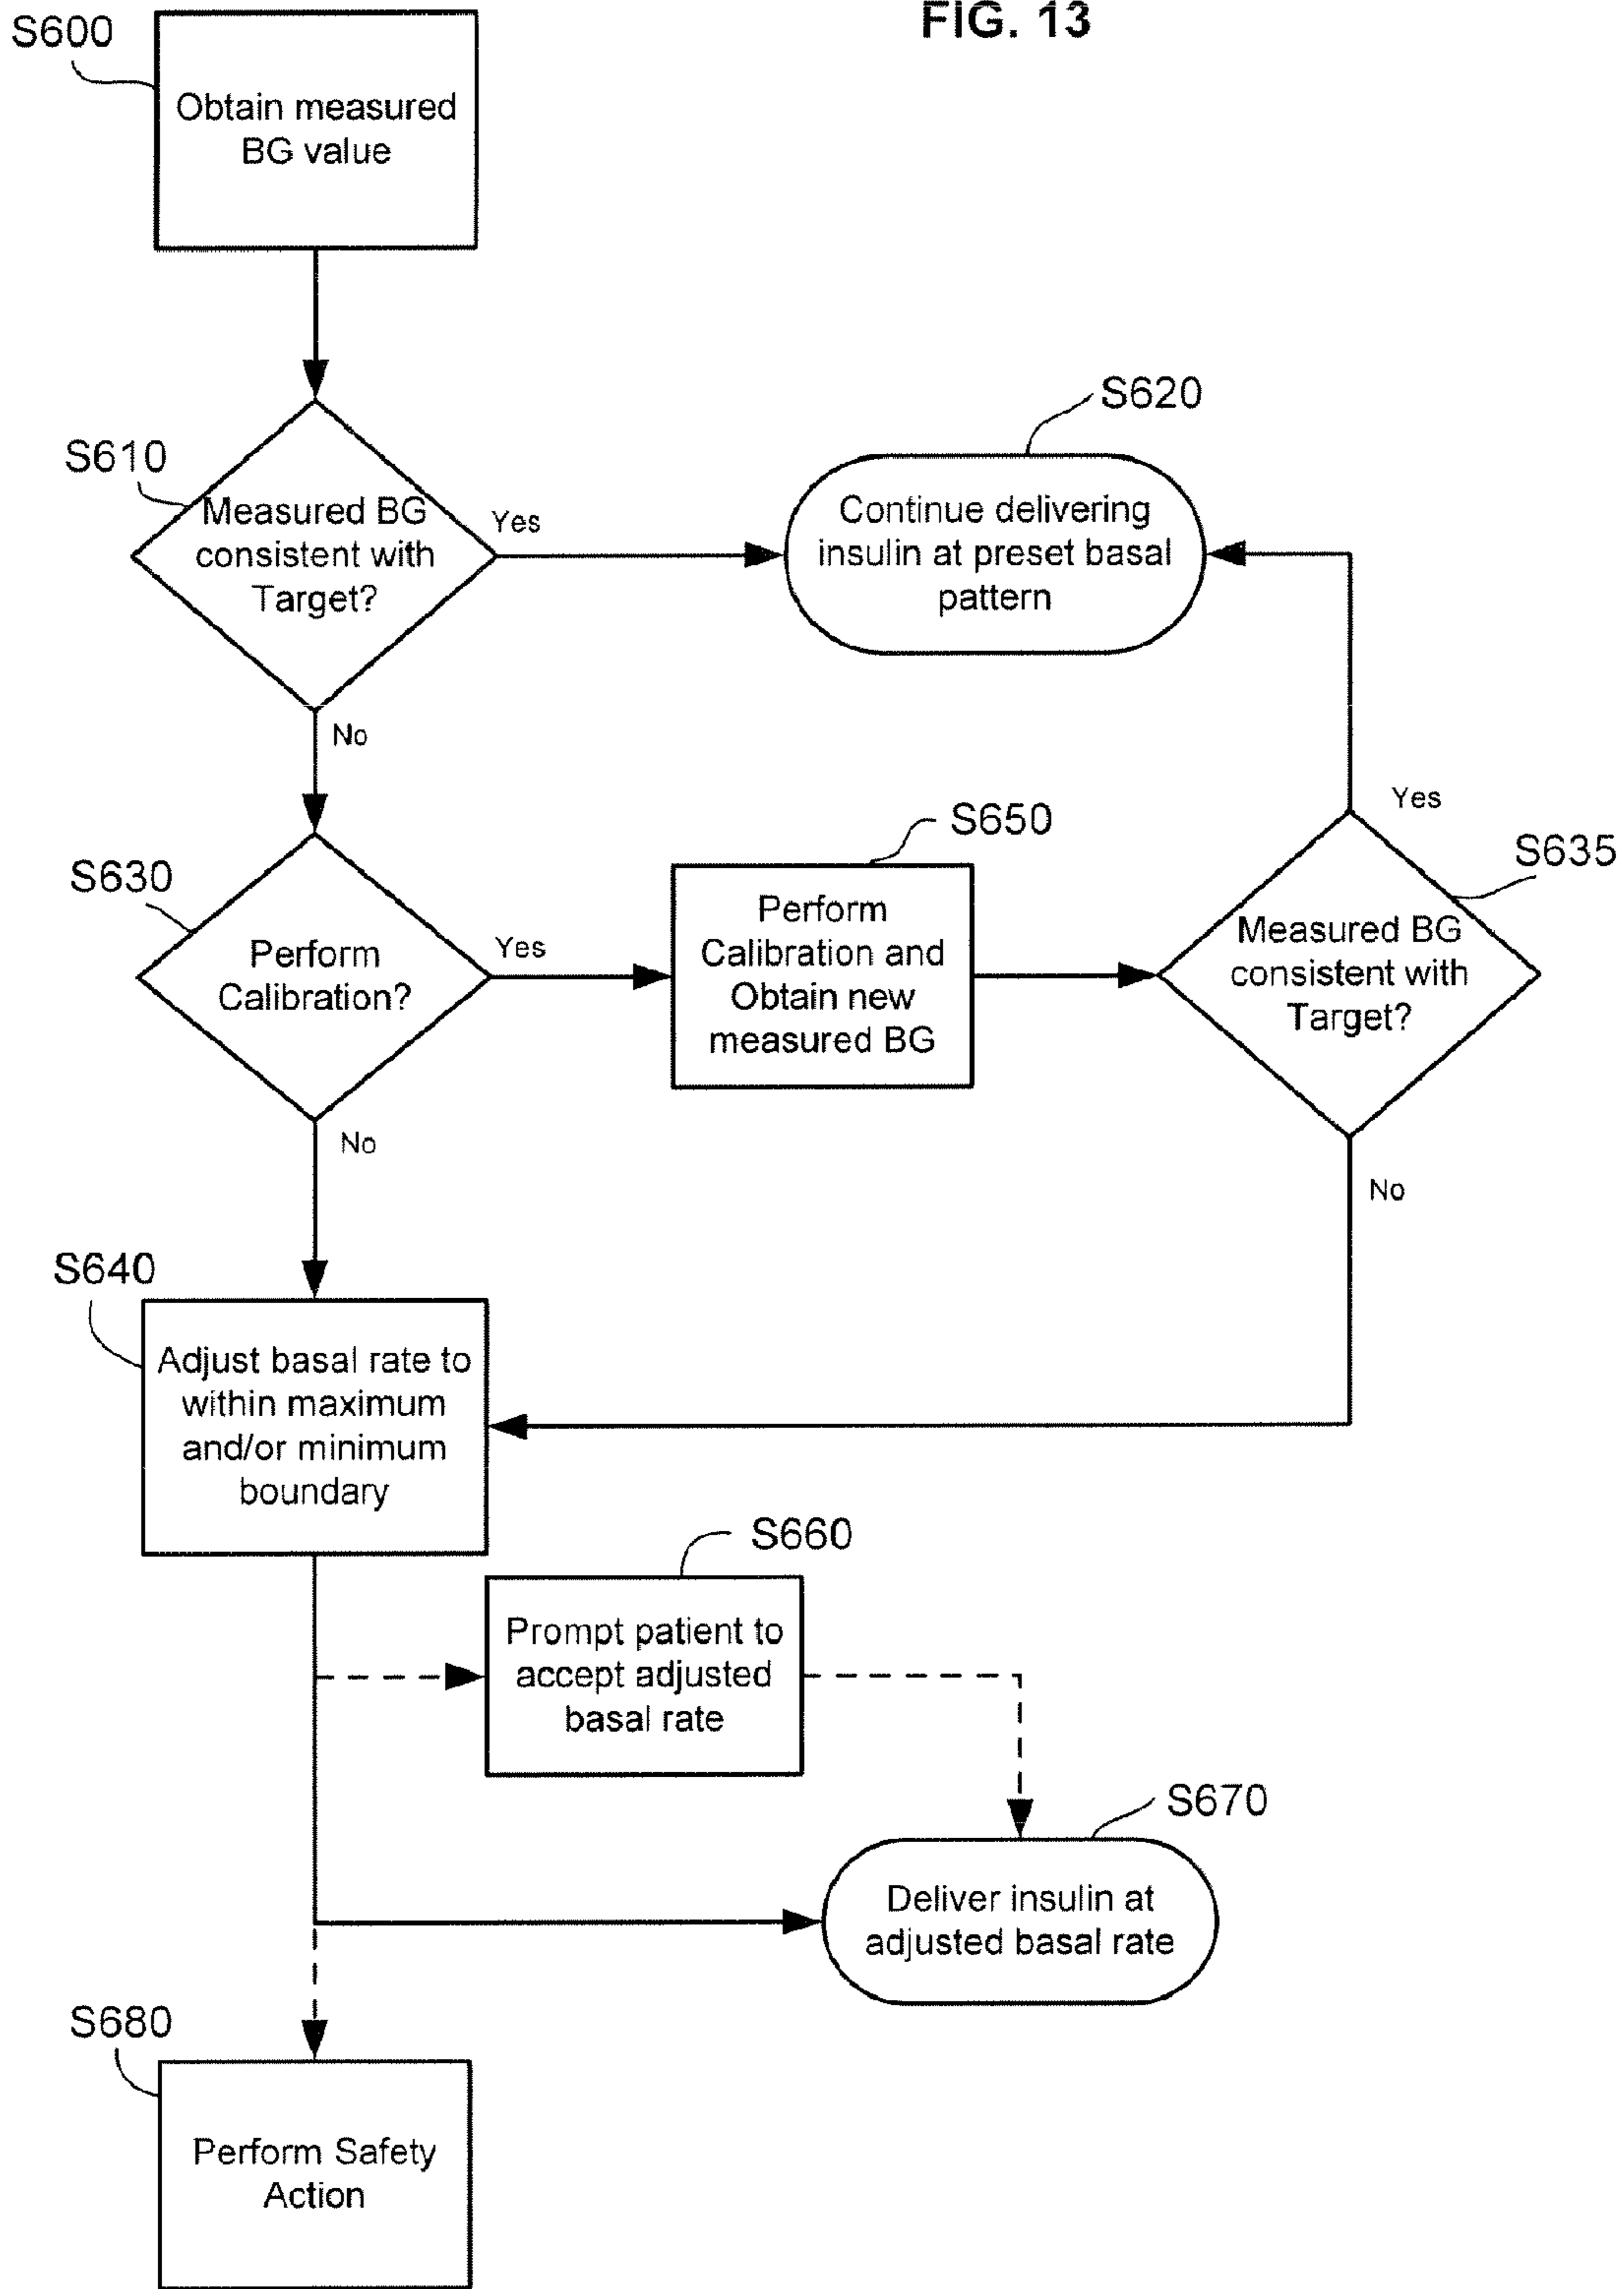 FIG. 13
S600
Obtain measured
BG value
S610
Measured BG
consistent with
Target?
Yes
No
S620
Continue delivering
insulin at preset basal
pattern
S630
Perform
Calibration?
Yes
No
S650
Perform
Calibration and
Obtain new
measured BG
S635
Measured BG
consistent with
Target?
Yes
No
S640
Adjust basal rate to
within maximum
and/or minimum
boundary
S660
Prompt patient to
accept adjusted
basal rate
S670
Deliver insulin at
adjusted basal rate
S680
Perform Safety
Action